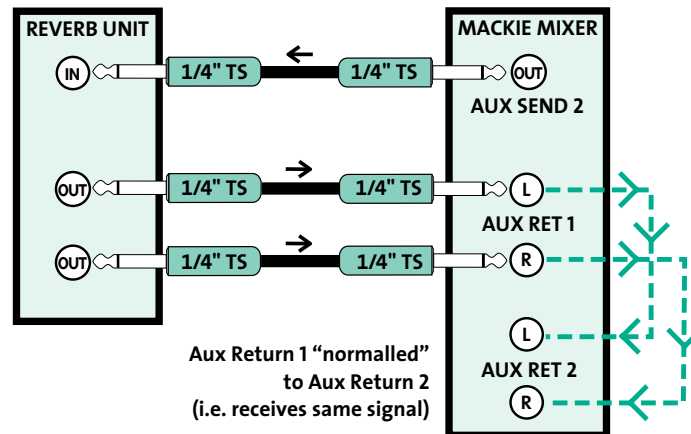 REVERB UNIT
MACKIE MIXER
IN
1/4" TS
1/4" TS
OUT
AUX SEND 2
OUT
1/4" TS
1/4" TS
L
AUX RET 1
OUT
1/4" TS
1/4" TS
R
L
Aux Return 1 “normalled”
to Aux Return 2
(i.e. receives same signal)
AUX RET 2
R